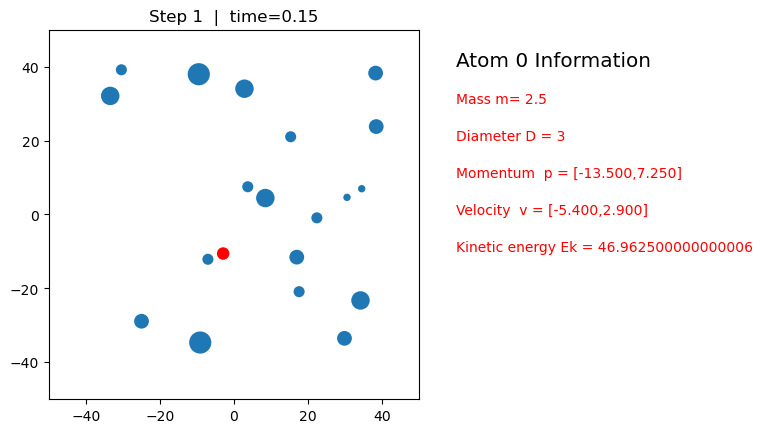 Step 1 | time=0.15
Atom 0 Information
Mass m= 2.5
Diameter D = 3
Momentum p = [-13.500,7.250]
Velocity v = [-5.400,2.900]
Kinetic energy Ek = 46.962500000000006
40
20
0
−20
−40
−40 −20 0 20 40